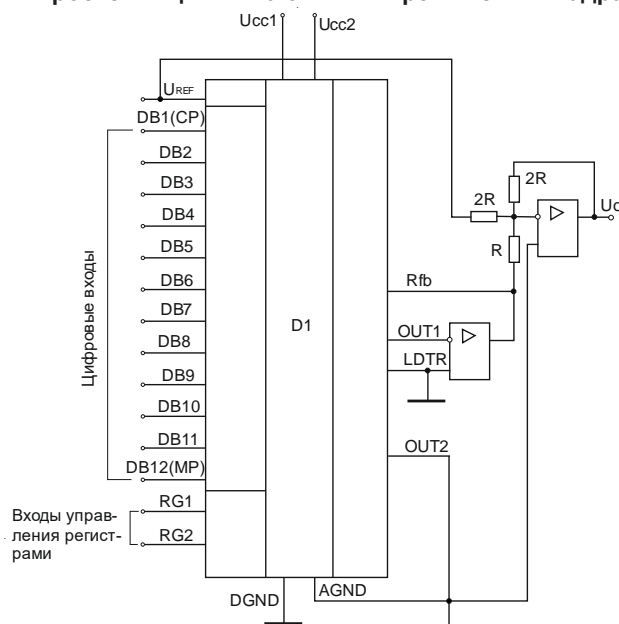 Ucc1
Ucc2
UREF
DB1(CP)
DB2
DB3
DB4
DB5
DB6
DB7
DB8
DB9
DB10
DB11
DB12(MP)
RG1
RG2
Цифровые входы
Входы управ-
ления регист-
рами
D1
Rfb
OUT1
LDTR
OUT2
DGND
AGND
2R
2R
R